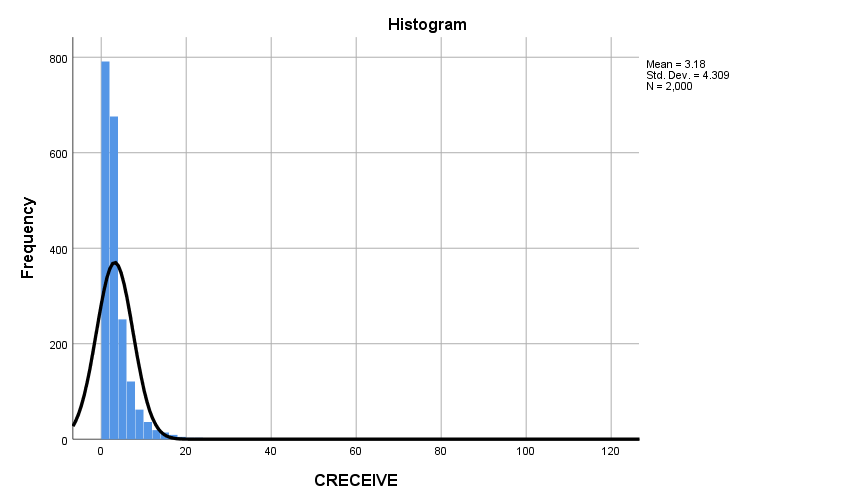 Histogram
Mean = 3.18
Std. Dev. = 4.309
N = 2,000
Frequency
800
600
400
200
0
0 20 40 60 80 100 120
CRECEIVE